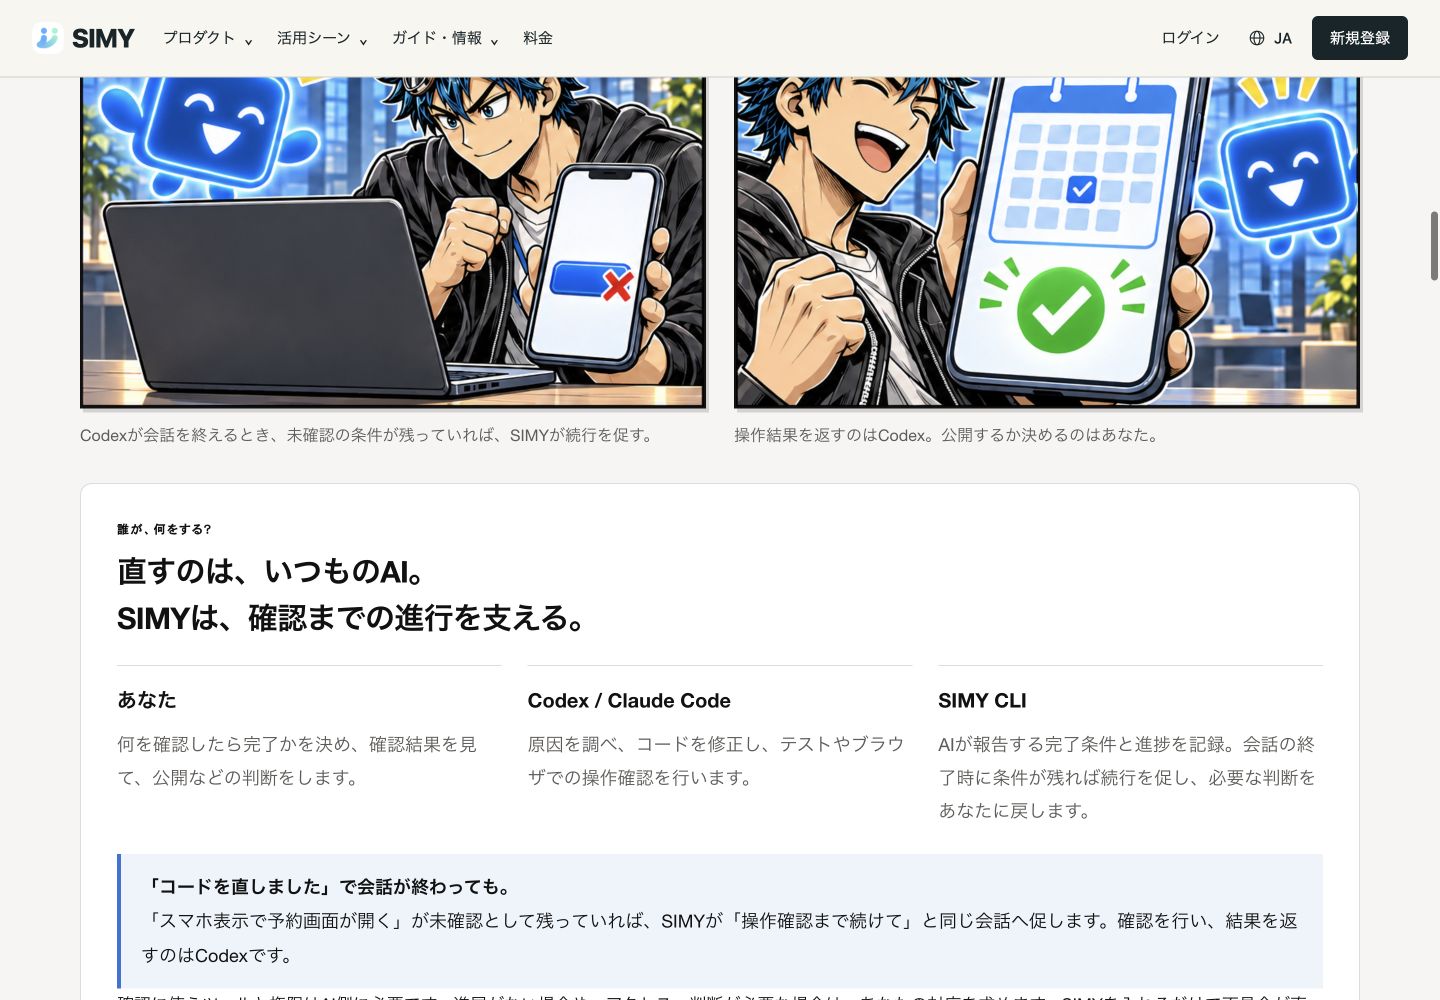 SIMY
プロダクト
活用シーン
ガイド・情報
料金
ログイン
JA
新規登録
Codexが会話を終えるとき、未確認の条件が残っていれば、SIMYが続行を促す。
操作結果を返すのはCodex。公開するか決めるのはあなた。
誰が、何をする?
直すのは、いつものAI。
SIMYは、確認までの進行を支える。
あなた
何を確認したら完了かを決め、確認結果を見
て、公開などの判断をします。
Codex / Claude Code
原因を調べ、コードを修正し、テストやブラウ
ザでの操作確認を行います。
SIMY CLI
AIが報告する完了条件と進捗を記録。会話の終
了時に条件が残れば続行を促し、必要な判断を
あなたに戻します。
「コードを直しました」で会話が終わっても。
「スマホ表示で予約画面が開く」が未確認として残っていれば、SIMYが「操作確認まで続けて」と同じ会話へ促します。確認を行い、結果を返
すのはCodexです。